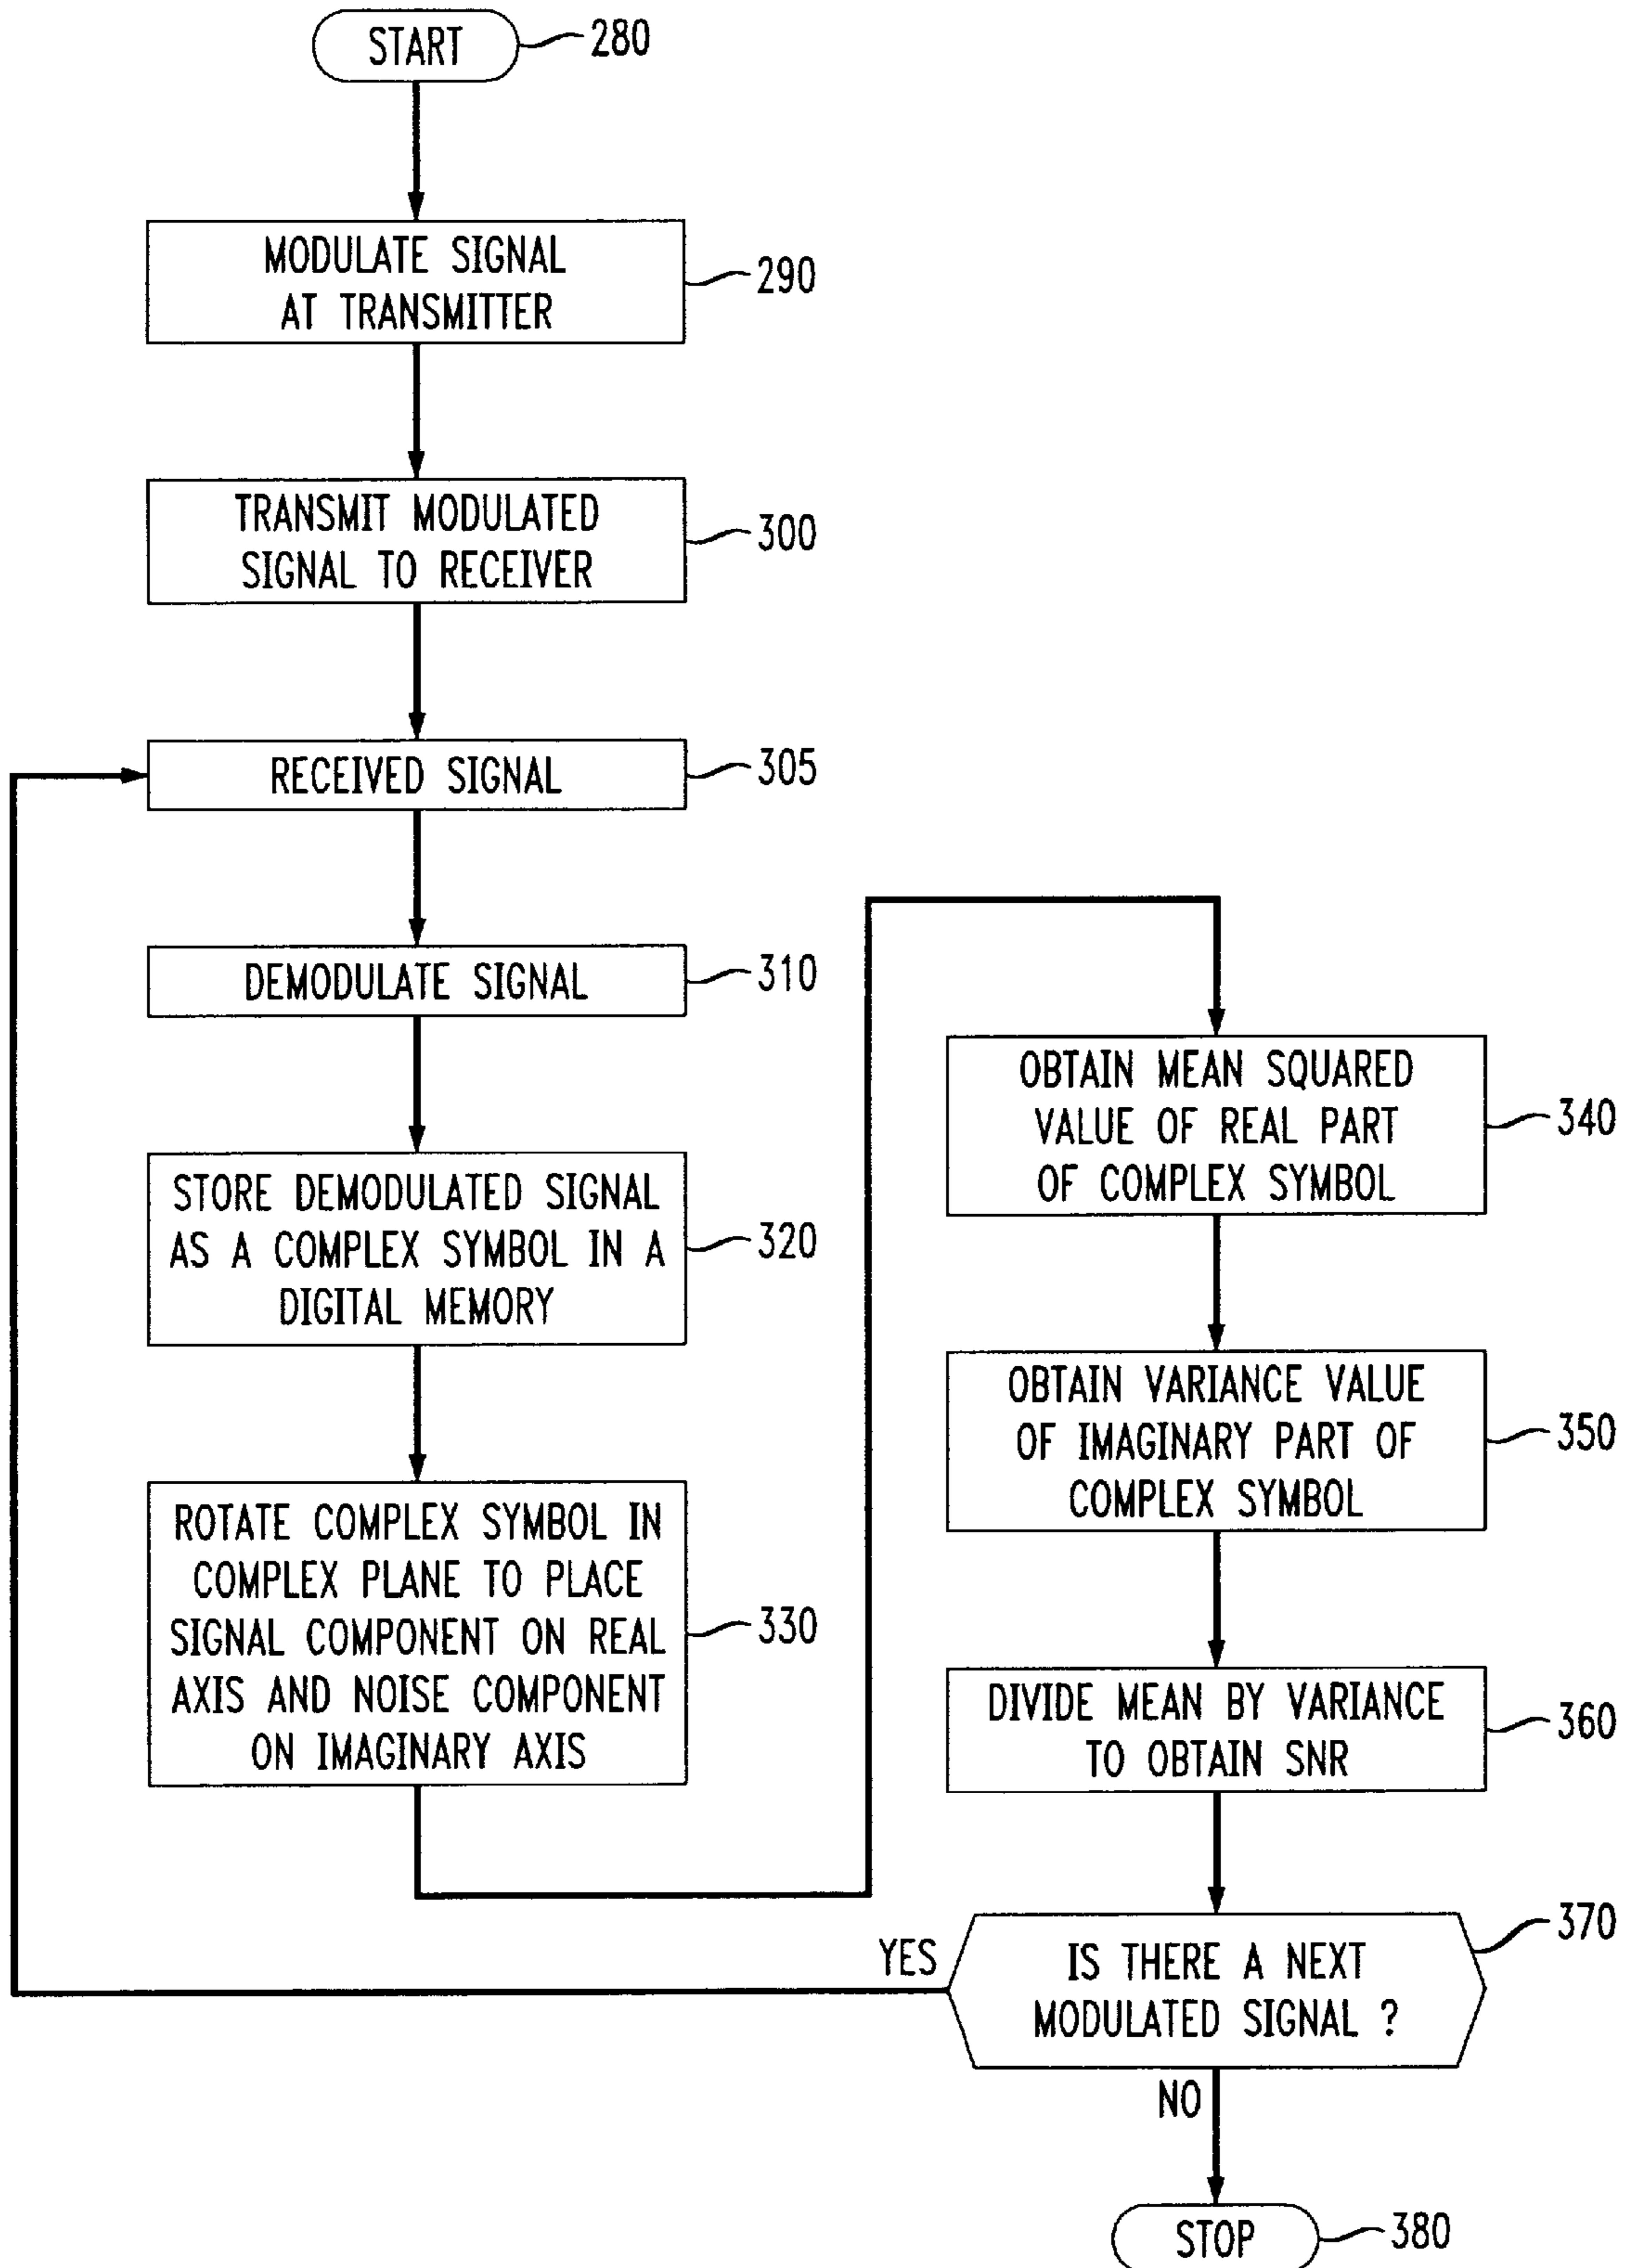 START
280
MODULATE SIGNAL
AT TRANSMITTER
290
TRANSMIT MODULATED
SIGNAL TO RECEIVER
300
RECEIVED SIGNAL
305
DEMODULATE SIGNAL
310
STORE DEMODULATED SIGNAL
AS A COMPLEX SYMBOL IN A
DIGITAL MEMORY
320
ROTATE COMPLEX SYMBOL IN
COMPLEX PLANE TO PLACE
SIGNAL COMPONENT ON REAL
AXIS AND NOISE COMPONENT
ON IMAGINARY AXIS
330
OBTAIN MEAN SQUARED
VALUE OF REAL PART
OF COMPLEX SYMBOL
340
OBTAIN VARIANCE VALUE
OF IMAGINARY PART OF
COMPLEX SYMBOL
350
DIVIDE MEAN BY VARIANCE
TO OBTAIN SNR
360
IS THERE A NEXT
MODULATED SIGNAL ?
370
YES
NO
STOP
380